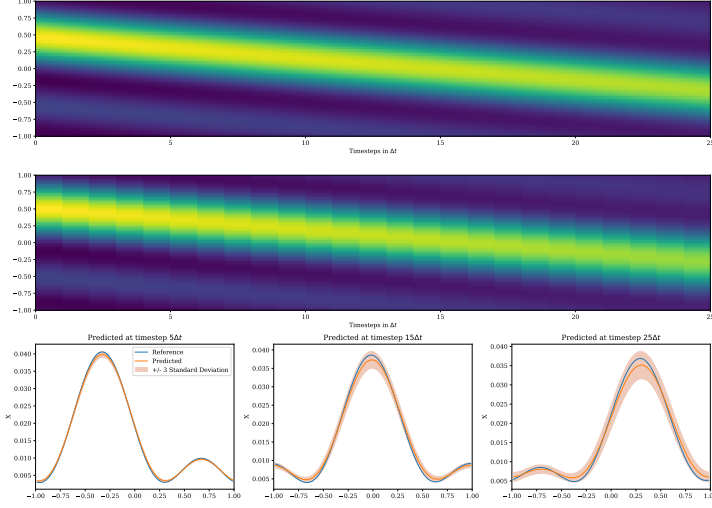 1.00
0.75
0.50
0.25
0.00
−0.25
−0.50
−0.75
−1.00
0 5 10 15 20 25
Timesteps in Δt
1.00
0.75
0.50
0.25
0.00
−0.25
−0.50
−0.75
−1.00
0 5 10 15 20 25
Timesteps in Δt
Predicted at timestep 5Δt
Reference
Predicted
+/- 3 Standard Deviation
X
0.040
0.035
0.030
0.025
0.020
0.015
0.010
0.005
−1.00 −0.75 −0.50 −0.25 0.00 0.25 0.50 0.75 1.00
Predicted at timestep 15Δt
X
0.040
0.035
0.030
0.025
0.020
0.015
0.010
0.005
−1.00 −0.75 −0.50 −0.25 0.00 0.25 0.50 0.75 1.00
Predicted at timestep 25Δt
X
0.040
0.035
0.030
0.025
0.020
0.015
0.010
0.005
−1.00 −0.75 −0.50 −0.25 0.00 0.25 0.50 0.75 1.00